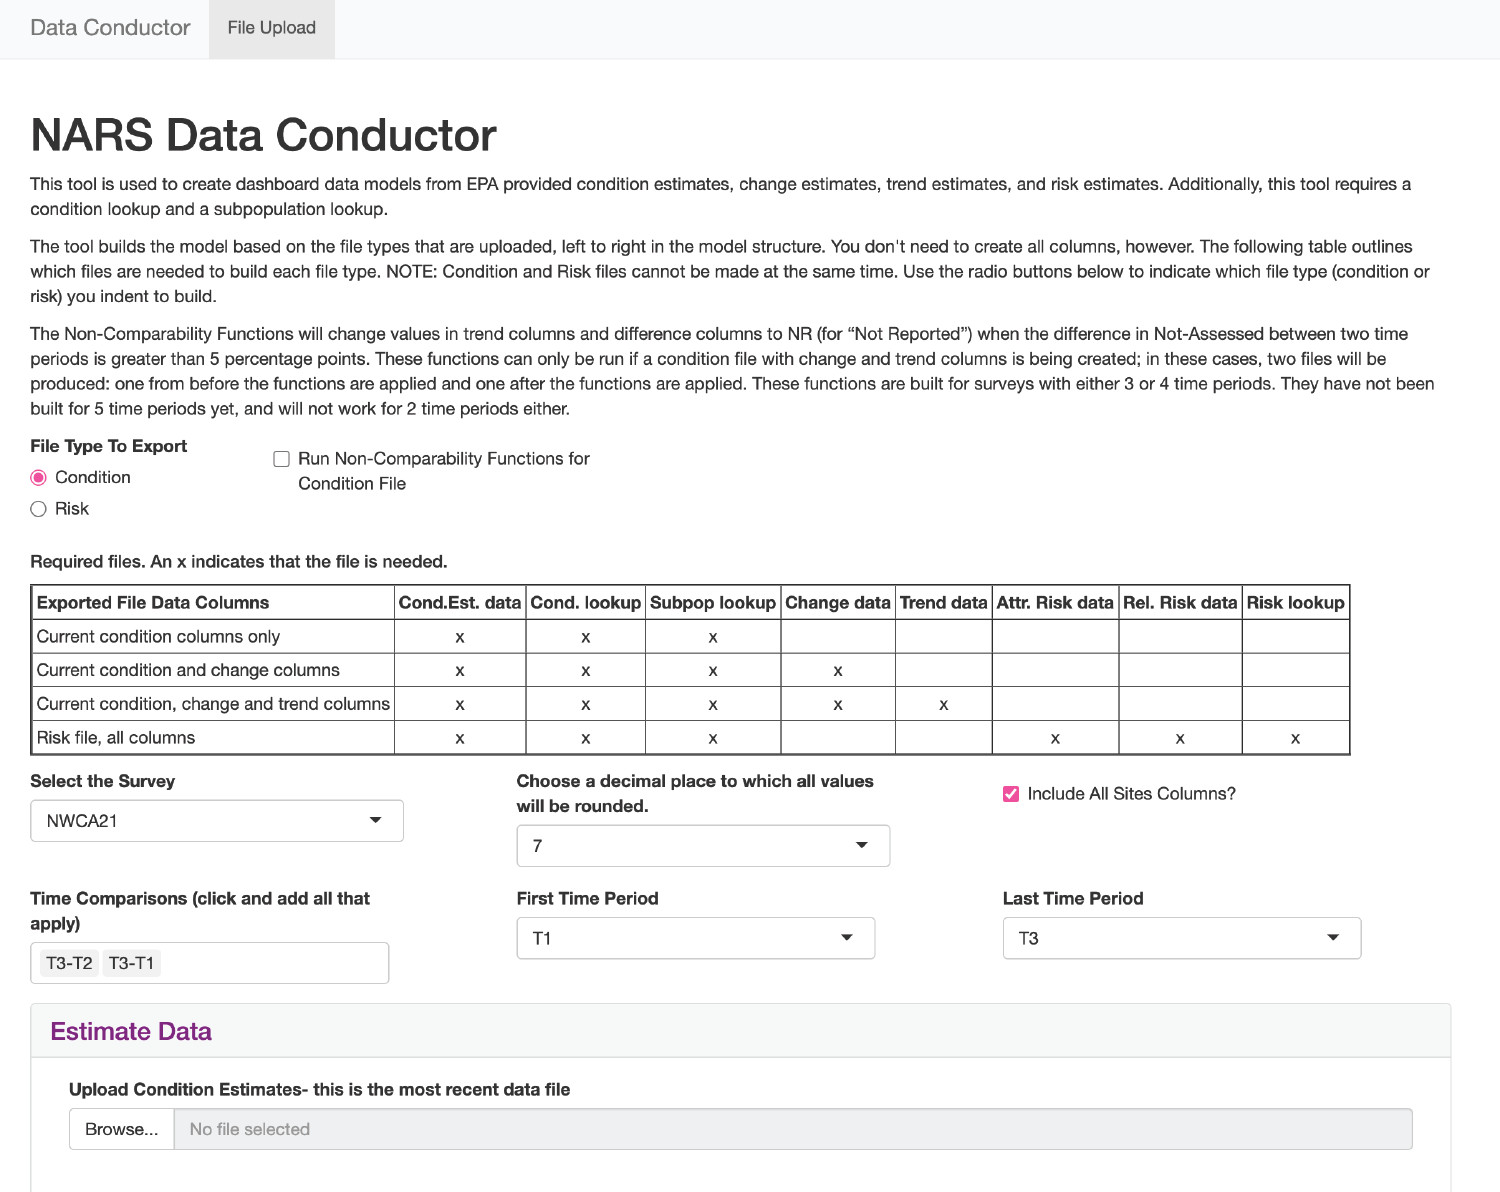 Data Conductor File Upload
NARS Data Conductor
This tool is used to create dashboard data models from EPA provided condition estimates, change estimates, trend estimates, and risk estimates. Additionally, this tool requires a
condition lookup and a subpopulation lookup.
The tool builds the model based on the file types that are uploaded, left to right in the model structure. You don't need to create all columns, however. The following table outlines
which files are needed to build each file type. NOTE: Condition and Risk files cannot be made at the same time. Use the radio buttons below to indicate which file type (condition or
risk) you indent to build.
The Non-Comparability Functions will change values in trend columns and difference columns to NR (for “Not Reported”) when the difference in Not-Assessed between two time
periods is greater than 5 percentage points. These functions can only be run if a condition file with change and trend columns is being created; in these cases, two files will be
produced: one from before the functions are applied and one after the functions are applied. These functions are built for surveys with either 3 or 4 time periods. They have not been
built for 5 time periods yet, and will not work for 2 time periods either.
File Type To Export
Condition
Risk
Run Non-Comparability Functions for
Condition File
Required files. An x indicates that the file is needed.
Exported File Data Columns Cond.Est. data Cond. lookup Subpop lookup Change data Trend data Attr. Risk data Rel. Risk data Risk lookup
Current condition columns only x x x
Current condition and change columns x x x x
Current condition, change and trend columns x x x x x
Risk file, all columns x x x x x x
Select the Survey
NWCA21
Choose a decimal place to which all values
will be rounded.
7
Include All Sites Columns?
Time Comparisons (click and add all that
apply)
T3-T2 T3-T1
First Time Period
T1
Last Time Period
T3
Estimate Data
Upload Condition Estimates- this is the most recent data file
Browse... No file selected